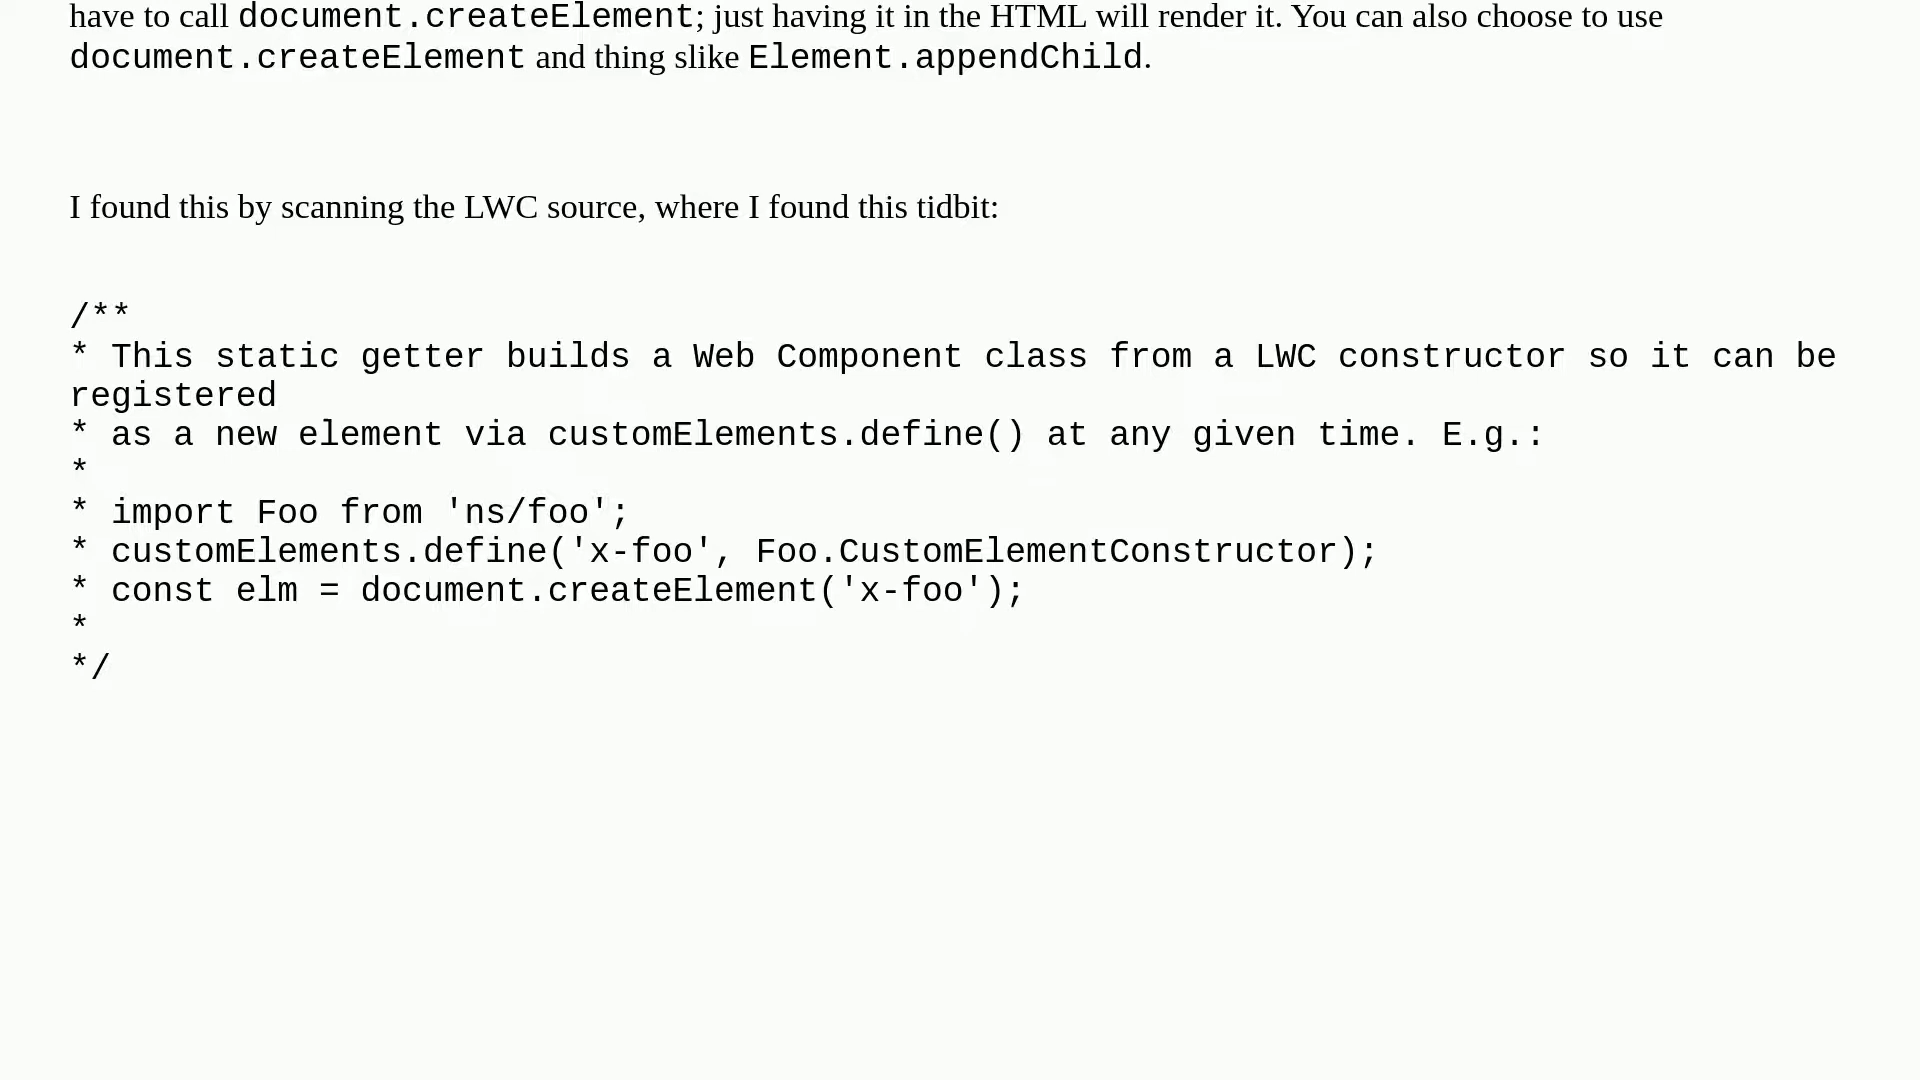 have to call document.createElement; just having it in the HTML will render it. You can also choose to use
document.createElement and thing slike Element.appendChild.
I found this by scanning the LWC source, where I found this tidbit:
/**
* This static getter builds a Web Component class from a LWC constructor so it can be
registered
* as a new element via customElements.define() at any given time. E.g.:
*
* import Foo from 'ns/foo';
* customElements.define('x-foo', Foo.CustomElementConstructor);
* const elm = document.createElement('x-foo');
*
*/